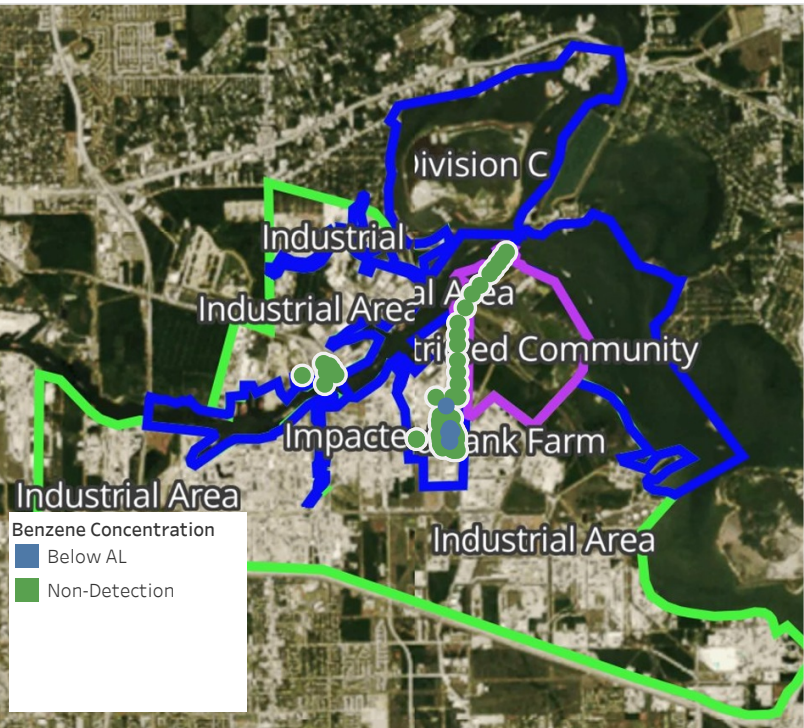 Division C
Industrial
al Area
Industrial Area
tricted Community
Impacte
ank Farm
Industrial Area
Industrial Area
Benzene Concentration
Below AL
Non-Detection